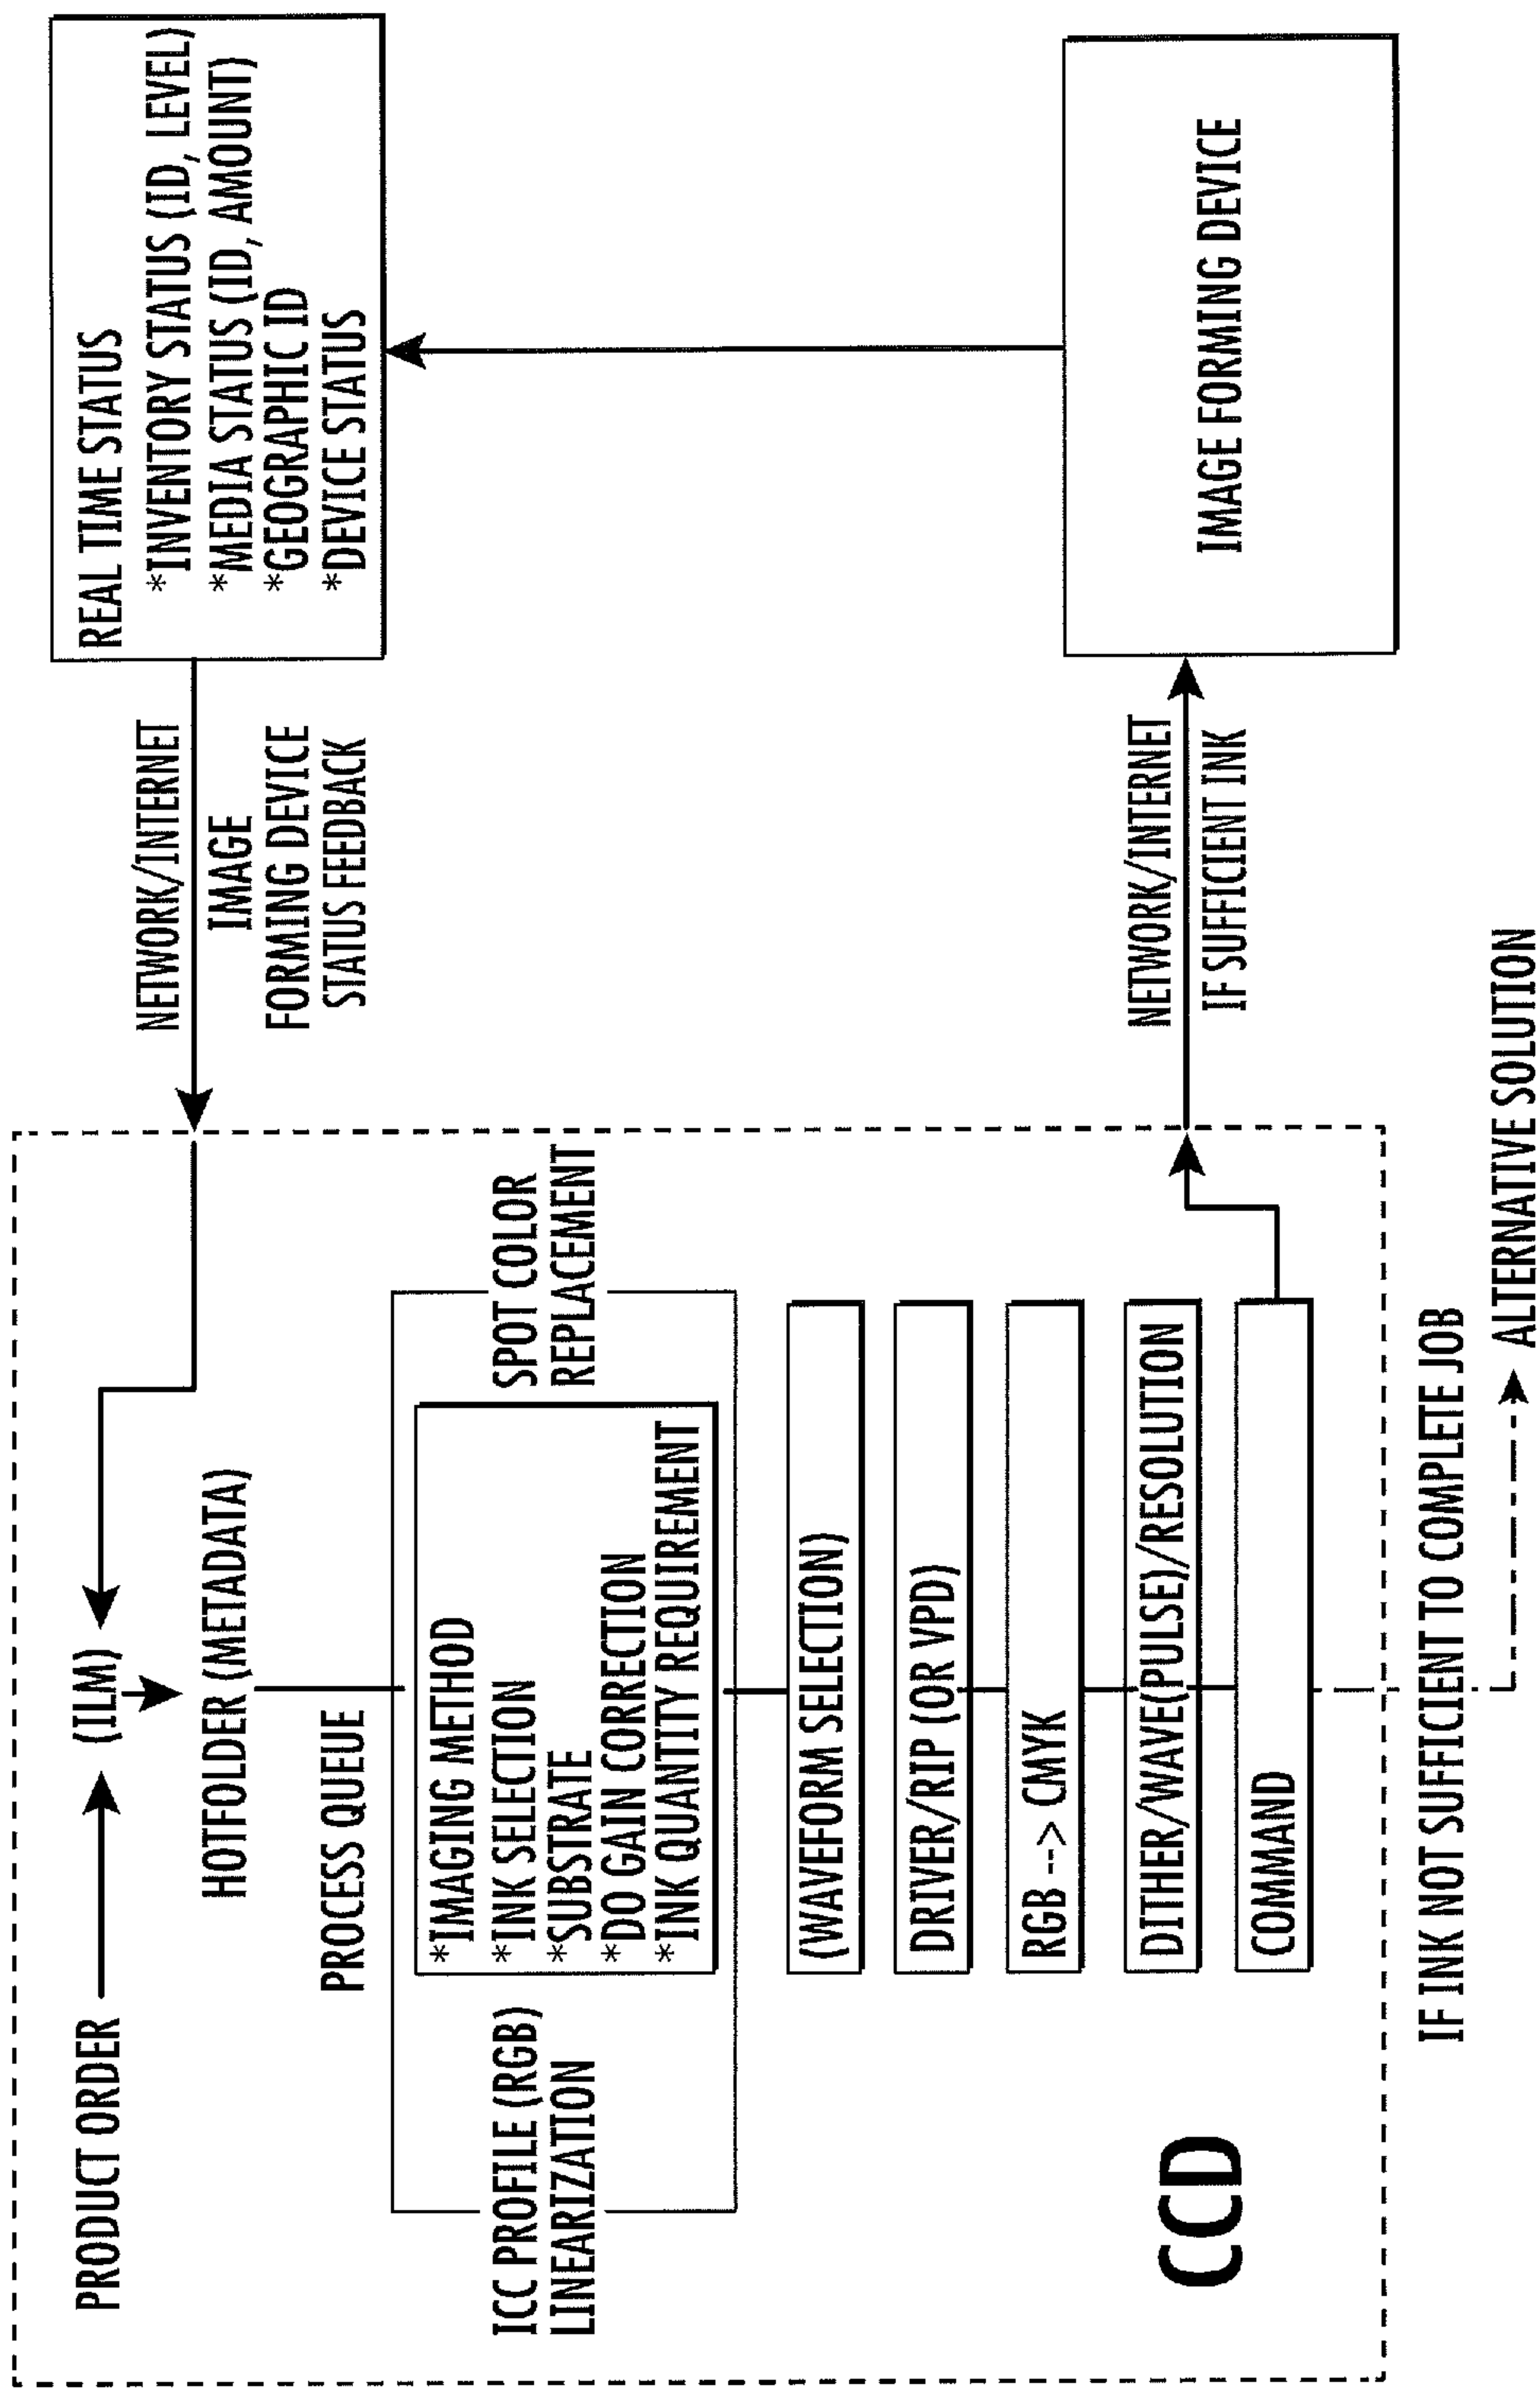 PRODUCT ORDER
(ILM)
HOTFOLDER (METADATA)
PROCESS QUEUE
ICC PROFILE (RGB)
LINEARIZATION
*IMAGING METHOD
*INK SELECTION
*SUBSTRATE
*DO GAIN CORRECTION
*INK QUANTITY REQUIREMENT
SPOT COLOR
REPLACEMENT
(WAVEFORM SELECTION)
DRIVER/RIP (OR VPD)
RGB --> CMYK
DITHER/WAVE(PULSE)/RESOLUTION
COMMAND
CCD
IF INK NOT SUFFICIENT TO COMPLETE JOB
ALTERNATIVE SOLUTION
NETWORK/INTERNET
IMAGE
FORMING DEVICE
STATUS FEEDBACK
NETWORK/INTERNET
IF SUFFICIENT INK
REAL TIME STATUS
*INVENTORY STATUS (ID, LEVEL)
*MEDIA STATUS (ID, AMOUNT)
*GEOGRAPHIC ID
*DEVICE STATUS
IMAGE FORMING DEVICE